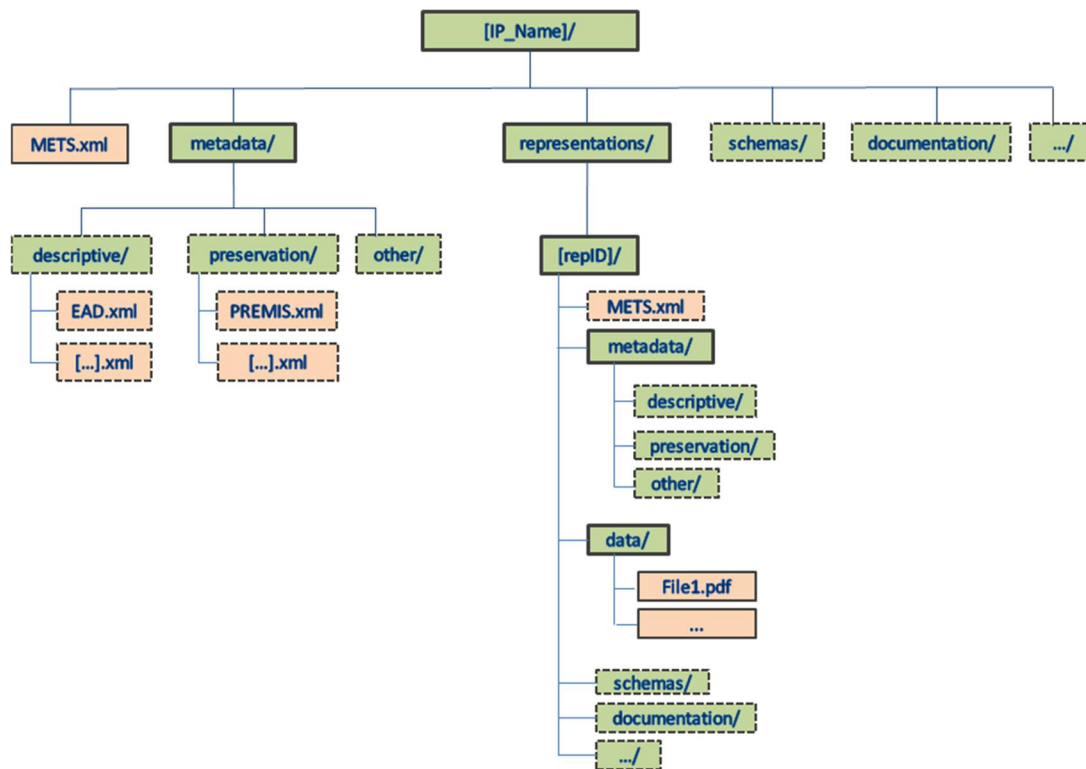 [IP_Name]/
METS.xml
metadata/
representations/
schemas/
documentation/
.../
descriptive/
preservation/
other/
[repID]/
EAD.xml
PREMIS.xml
METS.xml
[...].xml
[...].xml
metadata/
descriptive/
preservation/
other/
data/
File1.pdf
...
schemas/
documentation/
.../